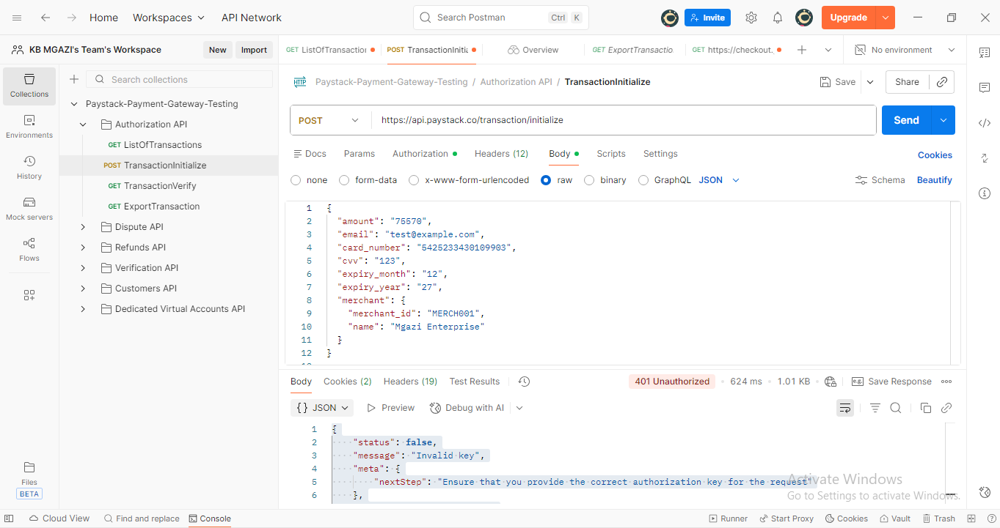 Home Workspaces API Network Search Postman Ctrl K Invite Upgrade
KB MGAZI's Team's Workspace New Import
GET ListOfTransaction POST TransactionInitia Overview GET ExportTransactio GET https://checkout. No environment
Search collections
Paystack-Payment-Gateway-Testing / Authorization API / TransactionInitialize Save Share
Collections
Environments
History
Mock servers
Flows
Files
BETA
Paystack-Payment-Gateway-Testing
Authorization API
GET ListOfTransactions
POST TransactionInitialize
GET TransactionVerify
GET ExportTransaction
Dispute API
Refunds API
Verification API
Customers API
Dedicated Virtual Accounts API
POST https://api.paystack.co/transaction/initialize Send
Docs Params Authorization Headers (12) Body Scripts Settings Cookies
none form-data x-www-form-urlencoded raw binary GraphQL JSON Schema Beautify
1 {
2 "amount": "75570",
3 "email": "test@example.com",
4 "card_number": "5425233430109903",
5 "cvv": "123",
6 "expiry_month": "12",
7 "expiry_year": "27",
8 "merchant": {
9 "merchant_id": "MERCH001",
10 "name": "Mgazi Enterprise"
11 }
12 }
Body Cookies (2) Headers (19) Test Results 401 Unauthorized 624 ms 1.01 KB e.g. Save Response
{} JSON Preview Debug with AI
1 {
2 "status": false,
3 "message": "Invalid key",
4 "meta": {
5 "nextStep": "Ensure that you provide the correct authorization key for the request"
6 },
Activate Windows
Go to Settings to activate Windows.
Cloud View Find and replace Console Runner Start Proxy Cookies Vault Trash